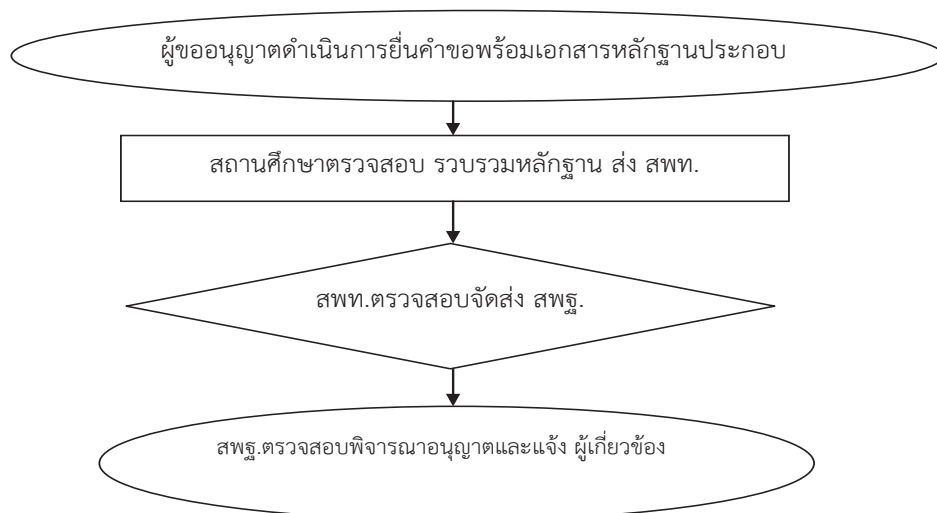 ผู้ขออนุญาตดำเนินการยื่นคำขอพร้อมเอกสารหลักฐานประกอบ
สถานศึกษาตรวจสอบ รวบรวมหลักฐาน ส่ง สพท.
สพท.ตรวจสอบจัดส่ง สพฐ.
สพฐ.ตรวจสอบพิจารณาอนุญาตและแจ้ง ผู้เกี่ยวข้อง